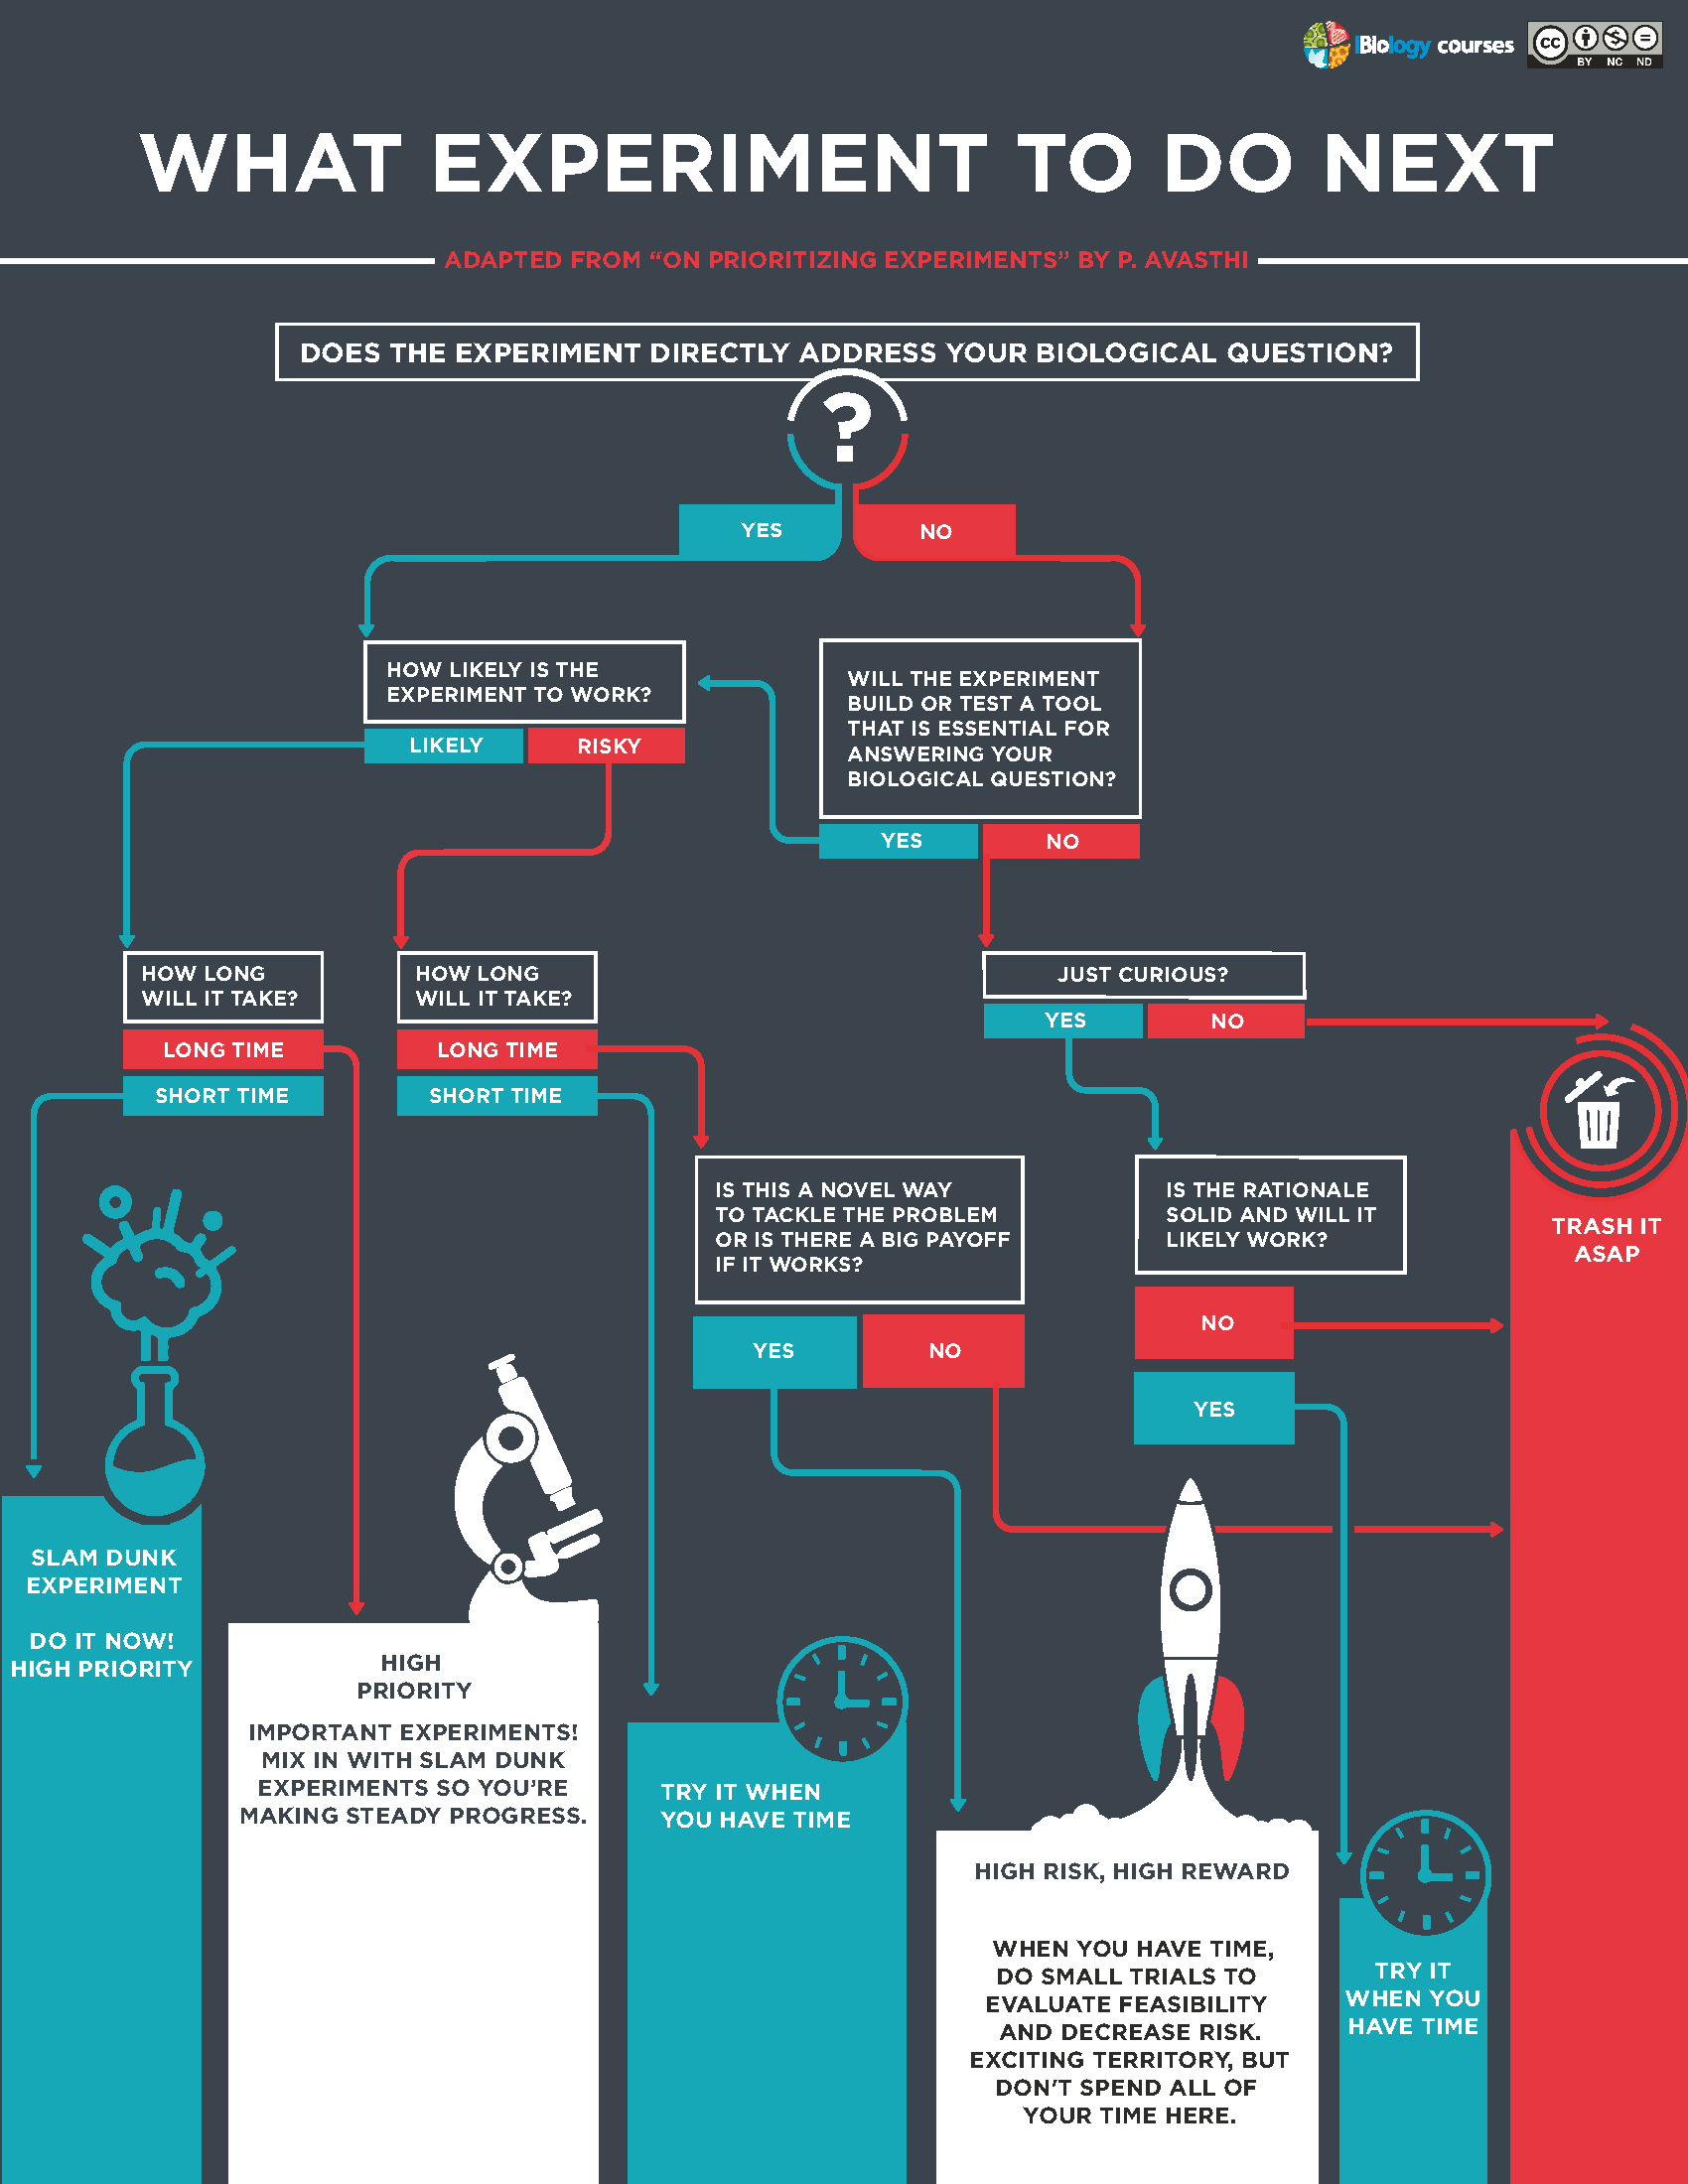 iBiology courses
CC BY NC ND
WHAT EXPERIMENT TO DO NEXT
ADAPTED FROM “ON PRIORITIZING EXPERIMENTS” BY P. AVASTHI
DOES THE EXPERIMENT DIRECTLY ADDRESS YOUR BIOLOGICAL QUESTION?
?
YES
NO
HOW LIKELY IS THE
EXPERIMENT TO WORK?
LIKELY
RISKY
WILL THE EXPERIMENT
BUILD OR TEST A TOOL
THAT IS ESSENTIAL FOR
ANSWERING YOUR
BIOLOGICAL QUESTION?
YES
NO
HOW LONG
WILL IT TAKE?
LONG TIME
SHORT TIME
HOW LONG
WILL IT TAKE?
LONG TIME
SHORT TIME
JUST CURIOUS?
YES
NO
IS THIS A NOVEL WAY
TO TACKLE THE PROBLEM
OR IS THERE A BIG PAYOFF
IF IT WORKS?
YES
NO
IS THE RATIONALE
SOLID AND WILL IT
LIKELY WORK?
NO
YES
TRASH IT
ASAP
SLAM DUNK
EXPERIMENT
DO IT NOW!
HIGH PRIORITY
HIGH
PRIORITY
IMPORTANT EXPERIMENTS!
MIX IN WITH SLAM DUNK
EXPERIMENTS SO YOU’RE
MAKING STEADY PROGRESS.
TRY IT WHEN
YOU HAVE TIME
HIGH RISK, HIGH REWARD
WHEN YOU HAVE TIME,
DO SMALL TRIALS TO
EVALUATE FEASIBILITY
AND DECREASE RISK.
EXCITING TERRITORY, BUT
DON’T SPEND ALL OF
YOUR TIME HERE.
TRY IT
WHEN YOU
HAVE TIME